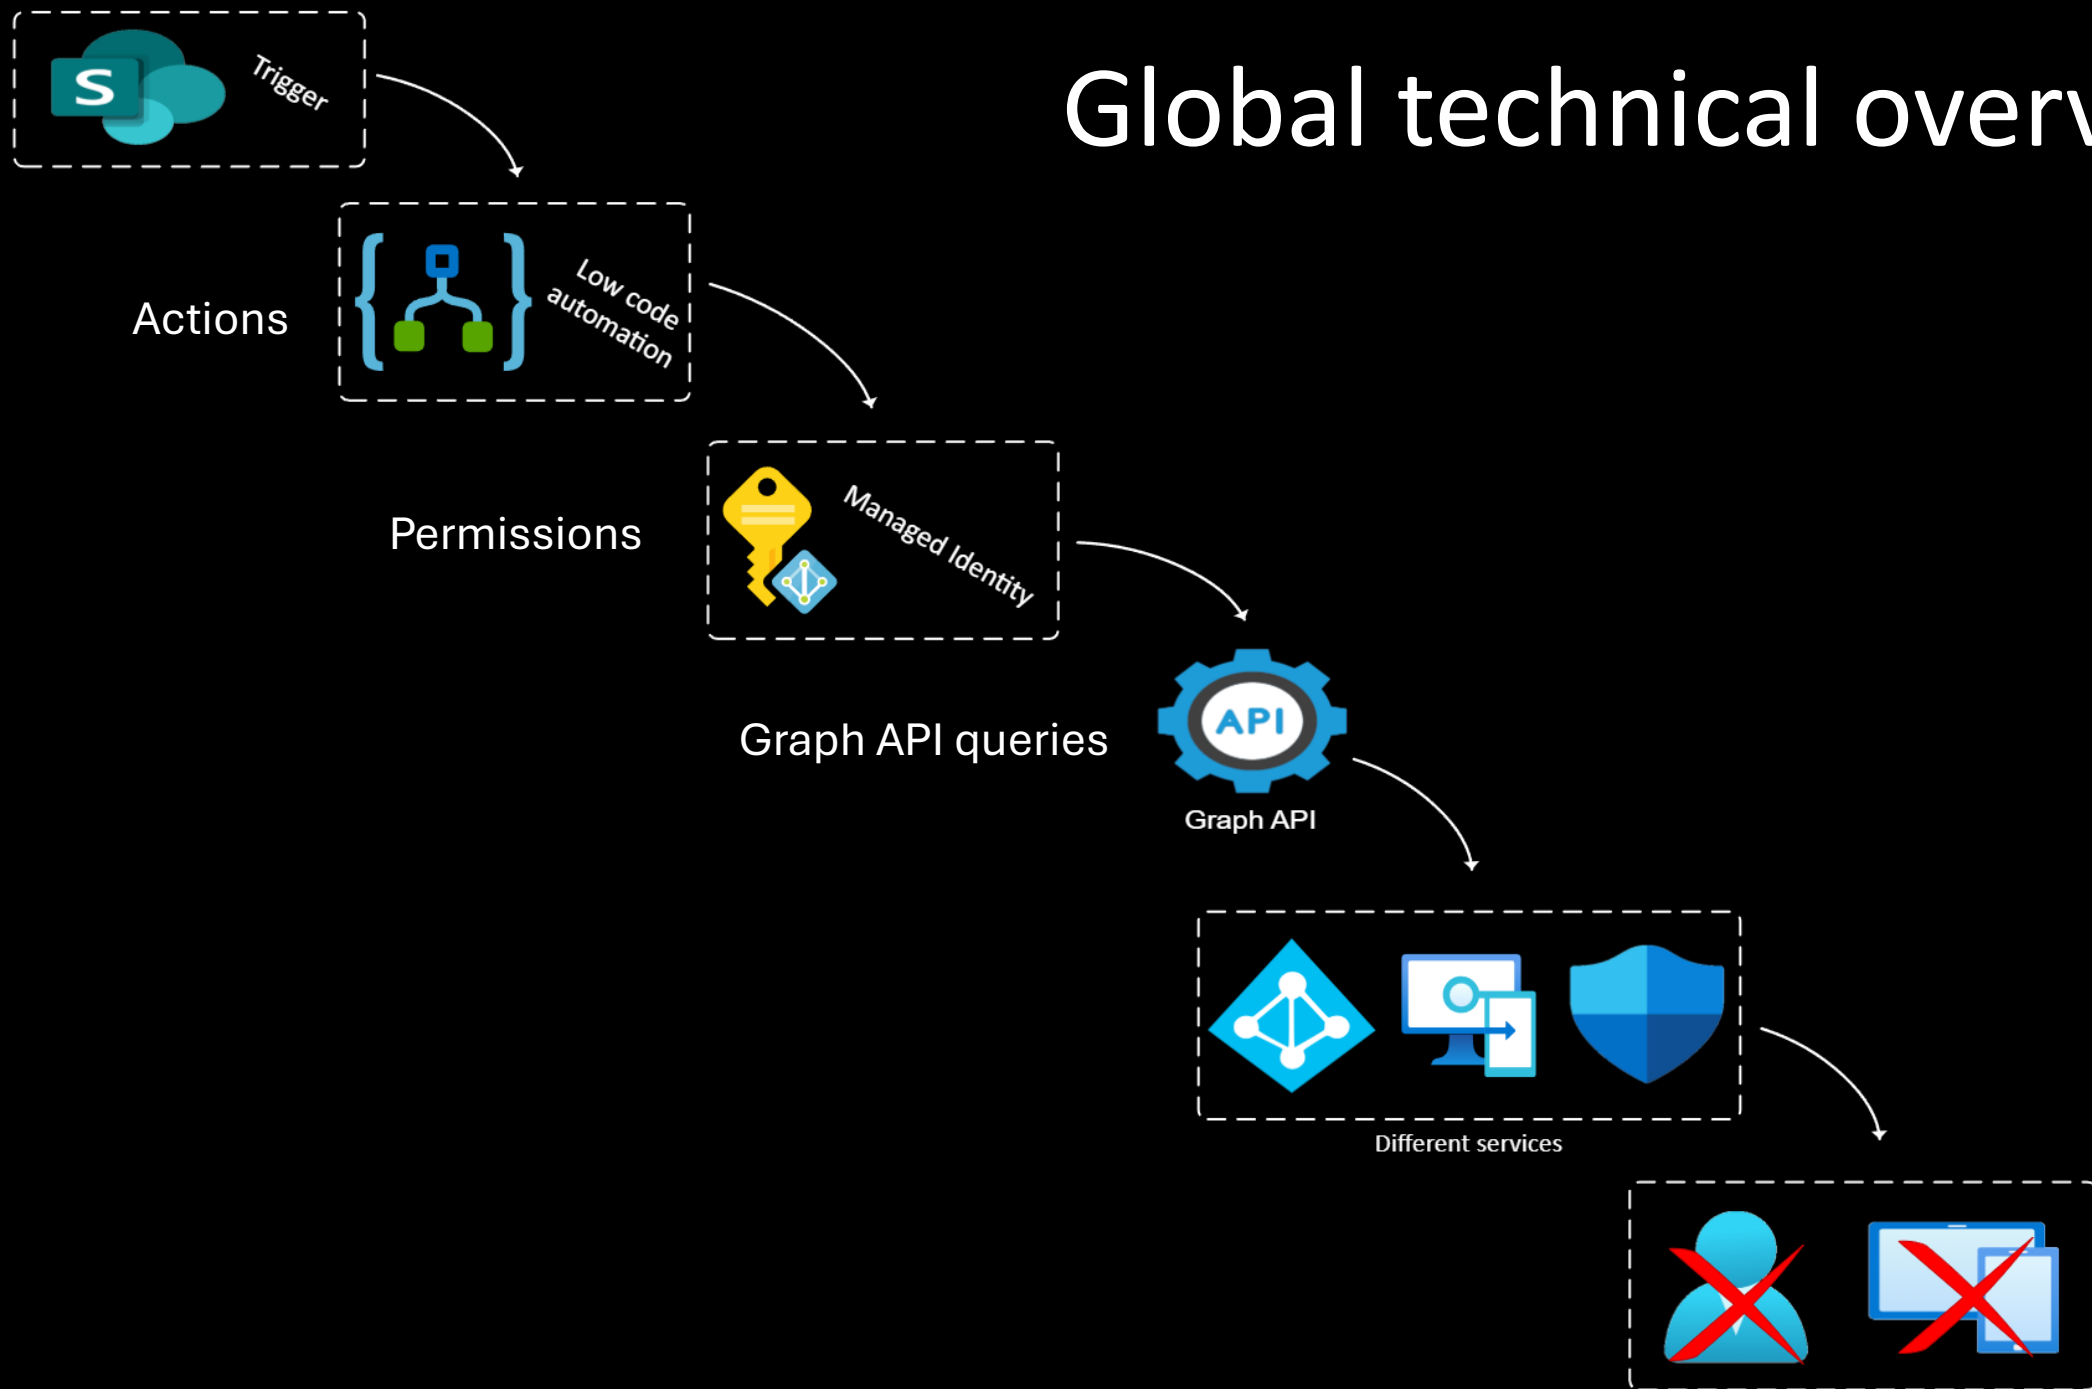 S
Trigger
Global technical overv
Actions
Low code
automation
Permissions
Managed Identity
Graph API queries
API
Graph API
Different services